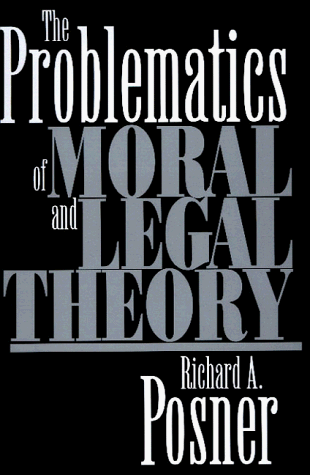 The
Problematics
of MORAL
and LEGAL
THEORY
Richard A.
Posner